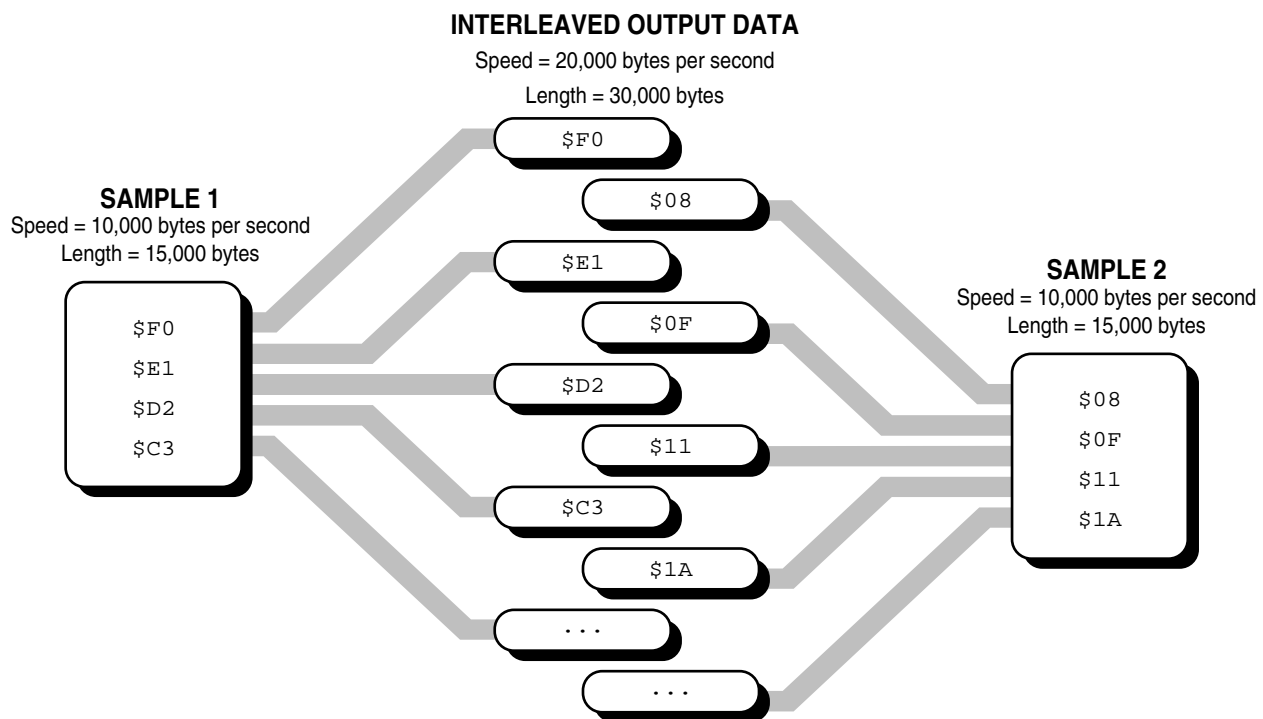 INTERLEAVED OUTPUT DATA
Speed = 20,000 bytes per second
Length = 30,000 bytes
$F0
$08
$E1
$0F
$D2
$11
$C3
$1A
...
...
SAMPLE 1
Speed = 10,000 bytes per second
Length = 15,000 bytes
$F0
$E1
$D2
$C3
SAMPLE 2
Speed = 10,000 bytes per second
Length = 15,000 bytes
$08
$0F
$11
$1A